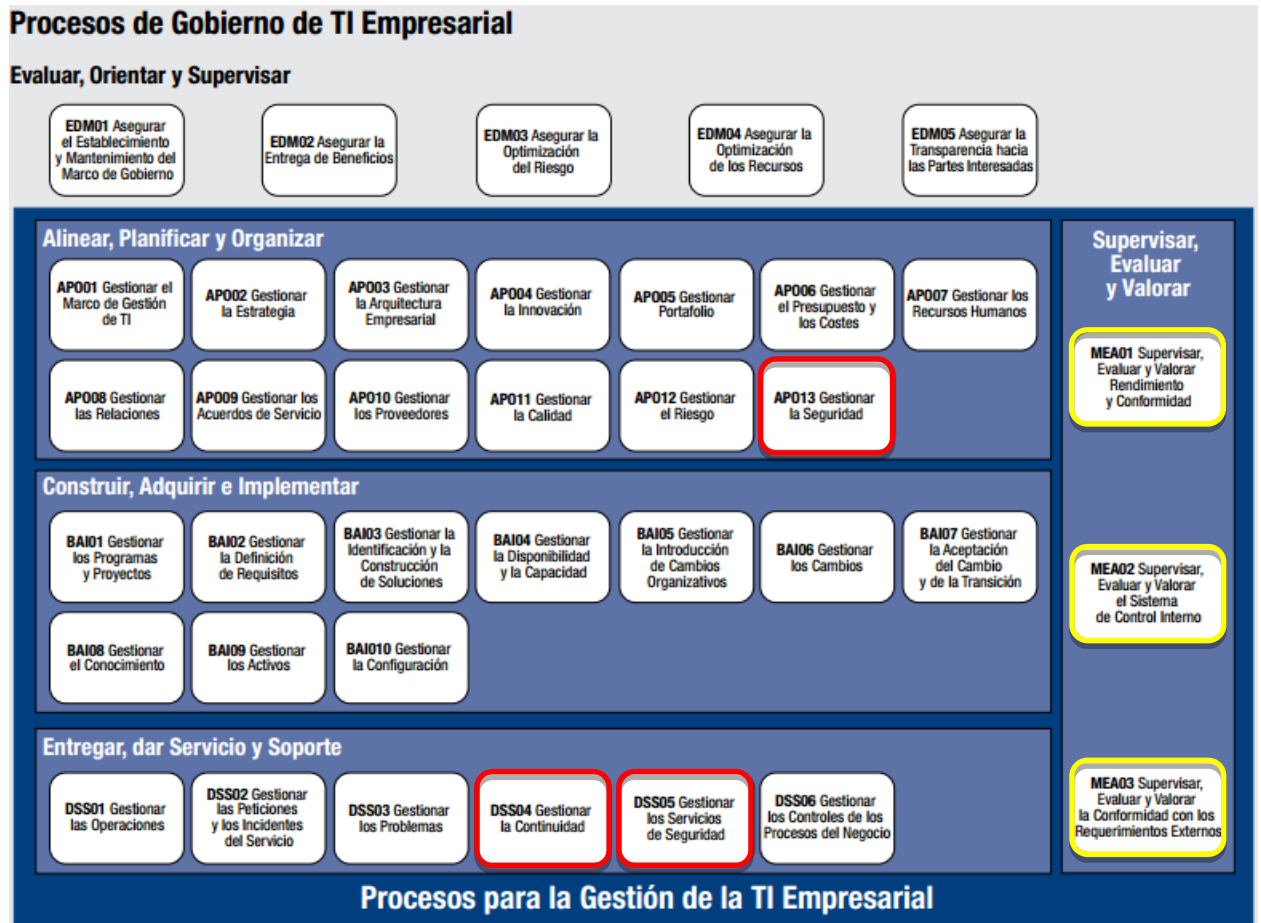 Procesos de Gobierno de TI Empresarial
Evaluar, Orientar y Supervisar
EDM01 Asegurar
el Establecimiento
y Mantenimiento del
Marco de Gobierno
EDM02 Asegurar la
Entrega de Beneficios
EDM03 Asegurar la
Optimización
del Riesgo
EDM04 Asegurar la
Optimización
de los Recursos
EDM05 Asegurar la
Transparencia hacia
las Partes Interesadas
Alinear, Planificar y Organizar
APO01 Gestionar el
Marco de Gestión
de TI
APO02 Gestionar
la Estrategia
APO03 Gestionar
la Arquitectura
Empresarial
APO04 Gestionar
la Innovación
APO05 Gestionar
Portafolio
APO06 Gestionar
el Presupuesto y
los Costes
APO07 Gestionar los
Recursos Humanos
APO08 Gestionar
las Relaciones
APO09 Gestionar los
Acuerdos de Servicio
APO10 Gestionar
los Proveedores
APO11 Gestionar
la Calidad
APO12 Gestionar
el Riesgo
APO13 Gestionar
la Seguridad
Construir, Adquirir e Implementar
BAI01 Gestionar
los Programas
y Proyectos
BAI02 Gestionar
la Definición
de Requisitos
BAI03 Gestionar la
Identificación y la
Construcción
de Soluciones
BAI04 Gestionar
la Disponibilidad
y la Capacidad
BAI05 Gestionar
la Introducción
de Cambios
Organizativos
BAI06 Gestionar
los Cambios
BAI07 Gestionar
la Aceptación
del Cambio
y de la Transición
BAI08 Gestionar
el Conocimiento
BAI09 Gestionar
los Activos
BAI010 Gestionar
la Configuración
Entregar, dar Servicio y Soporte
DSS01 Gestionar
las Operaciones
DSS02 Gestionar
las Peticiones
y los Incidentes
del Servicio
DSS03 Gestionar
los Problemas
DSS04 Gestionar
la Continuidad
DSS05 Gestionar
los Servicios
de Seguridad
DSS06 Gestionar
los Controles de los
Procesos del Negocio
Supervisar,
Evaluar
y Valorar
MEA01 Supervisar,
Evaluar y Valorar
Rendimiento
y Conformidad
MEA02 Supervisar,
Evaluar y Valorar
el Sistema
de Control Interno
MEA03 Supervisar,
Evaluar y Valorar
la Conformidad con los
Requerimientos Externos
Procesos para la Gestión de la TI Empresarial